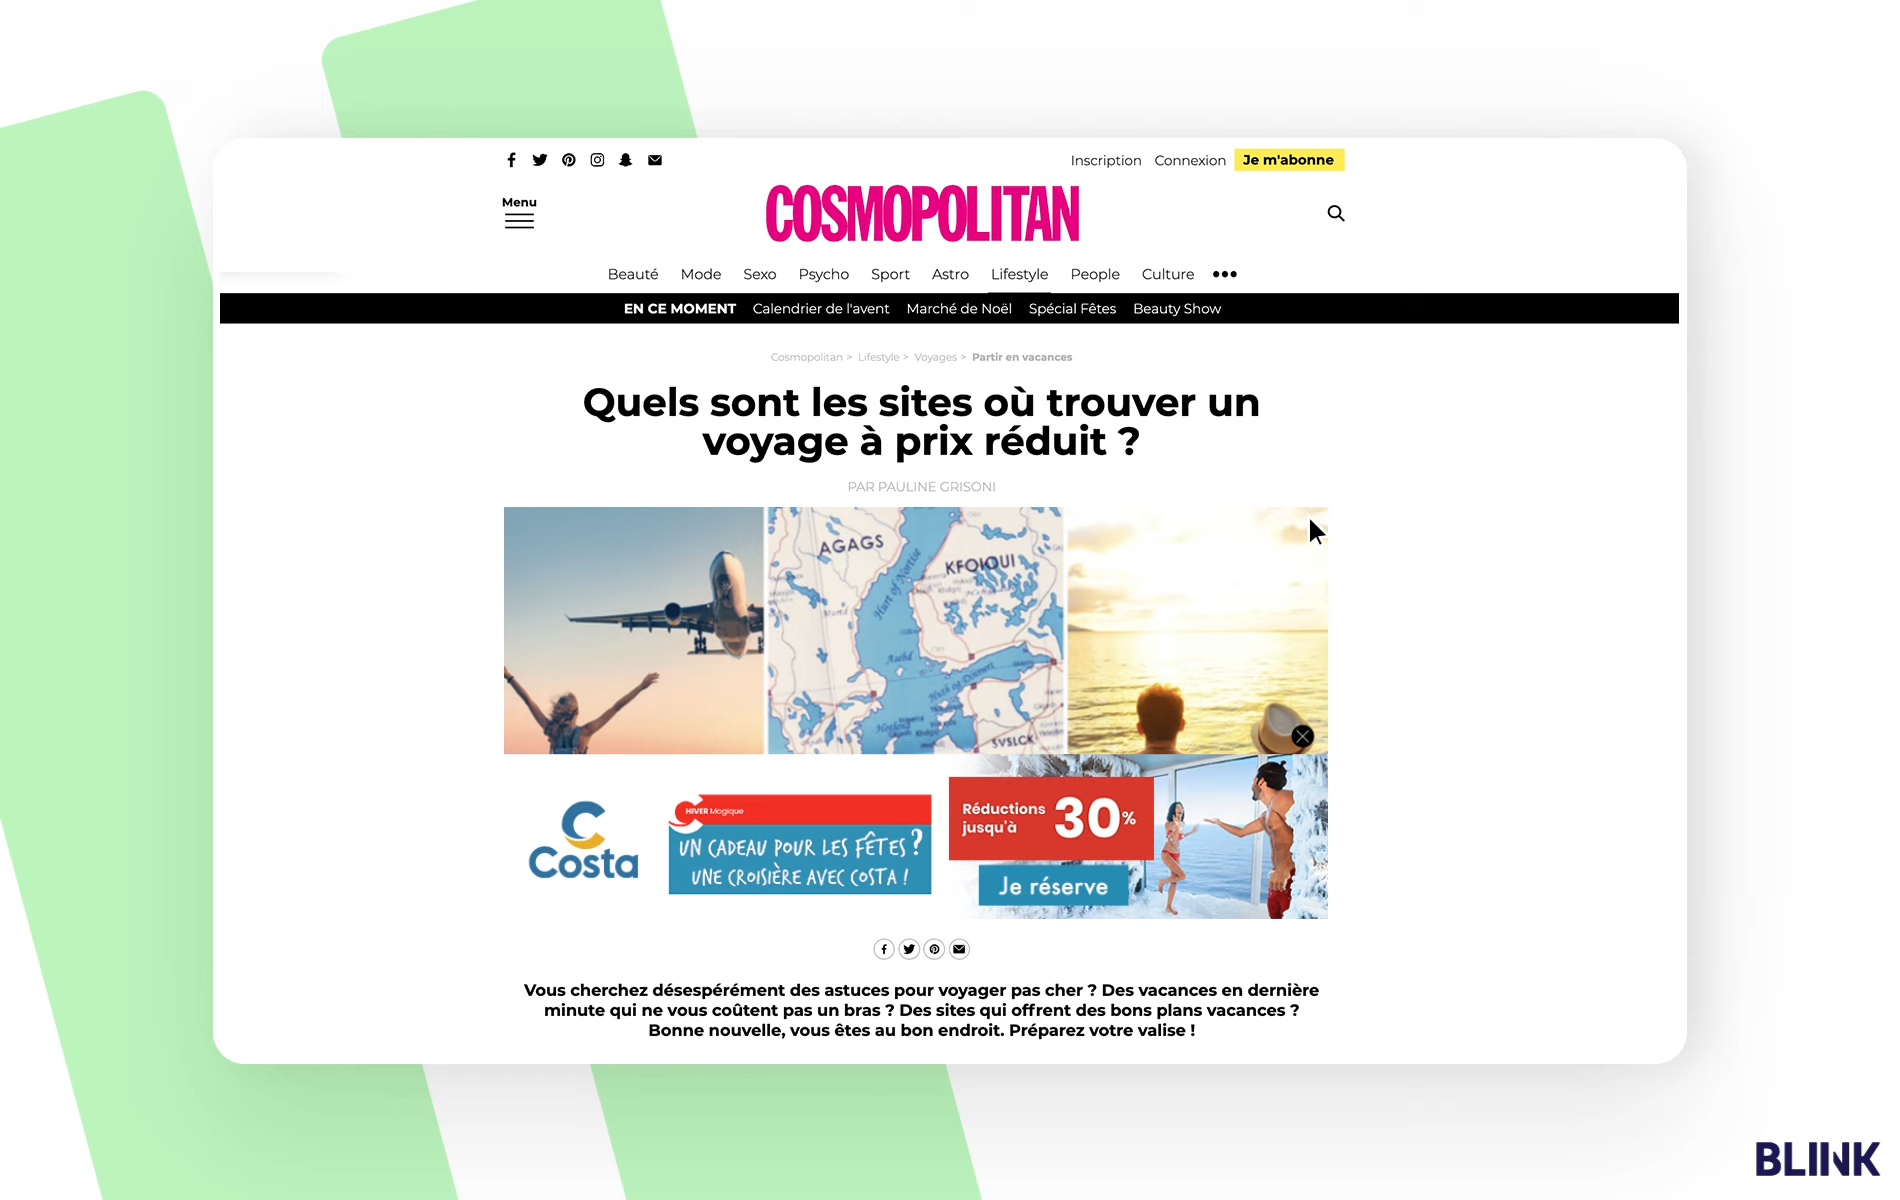 Inscription Connexion Je m'abonne
Menu
COSMOPOLITAN
Beauté Mode Sexo Psycho Sport Astro Lifestyle People Culture
EN CE MOMENT Calendrier de l'avent Marché de Noël Spécial Fêtes Beauty Show
Cosmopolitan > Lifestyle > Voyages > Partir en vacances
Quels sont les sites où trouver un
voyage à prix réduit ?
PAR PAULINE GRISONI
AGAGS
KFOIOUI
Hurt of Nortise
SVSLCK
Costa
HIVER Magique
UN CADEAU POUR LES FÊTES ?
UNE CROISIÈRE AVEC COSTA !
Réductions
jusqu'à
30%
Je réserve
Vous cherchez désespérément des astuces pour voyager pas cher ? Des vacances en dernière
minute qui ne vous coûtent pas un bras ? Des sites qui offrent des bons plans vacances ?
Bonne nouvelle, vous êtes au bon endroit. Préparez votre valise !
BLIINK